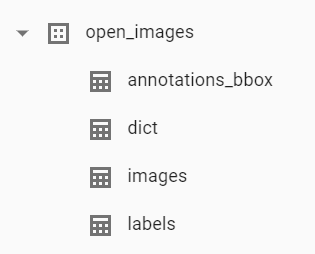 open_images
annotations_bbox
dict
images
labels